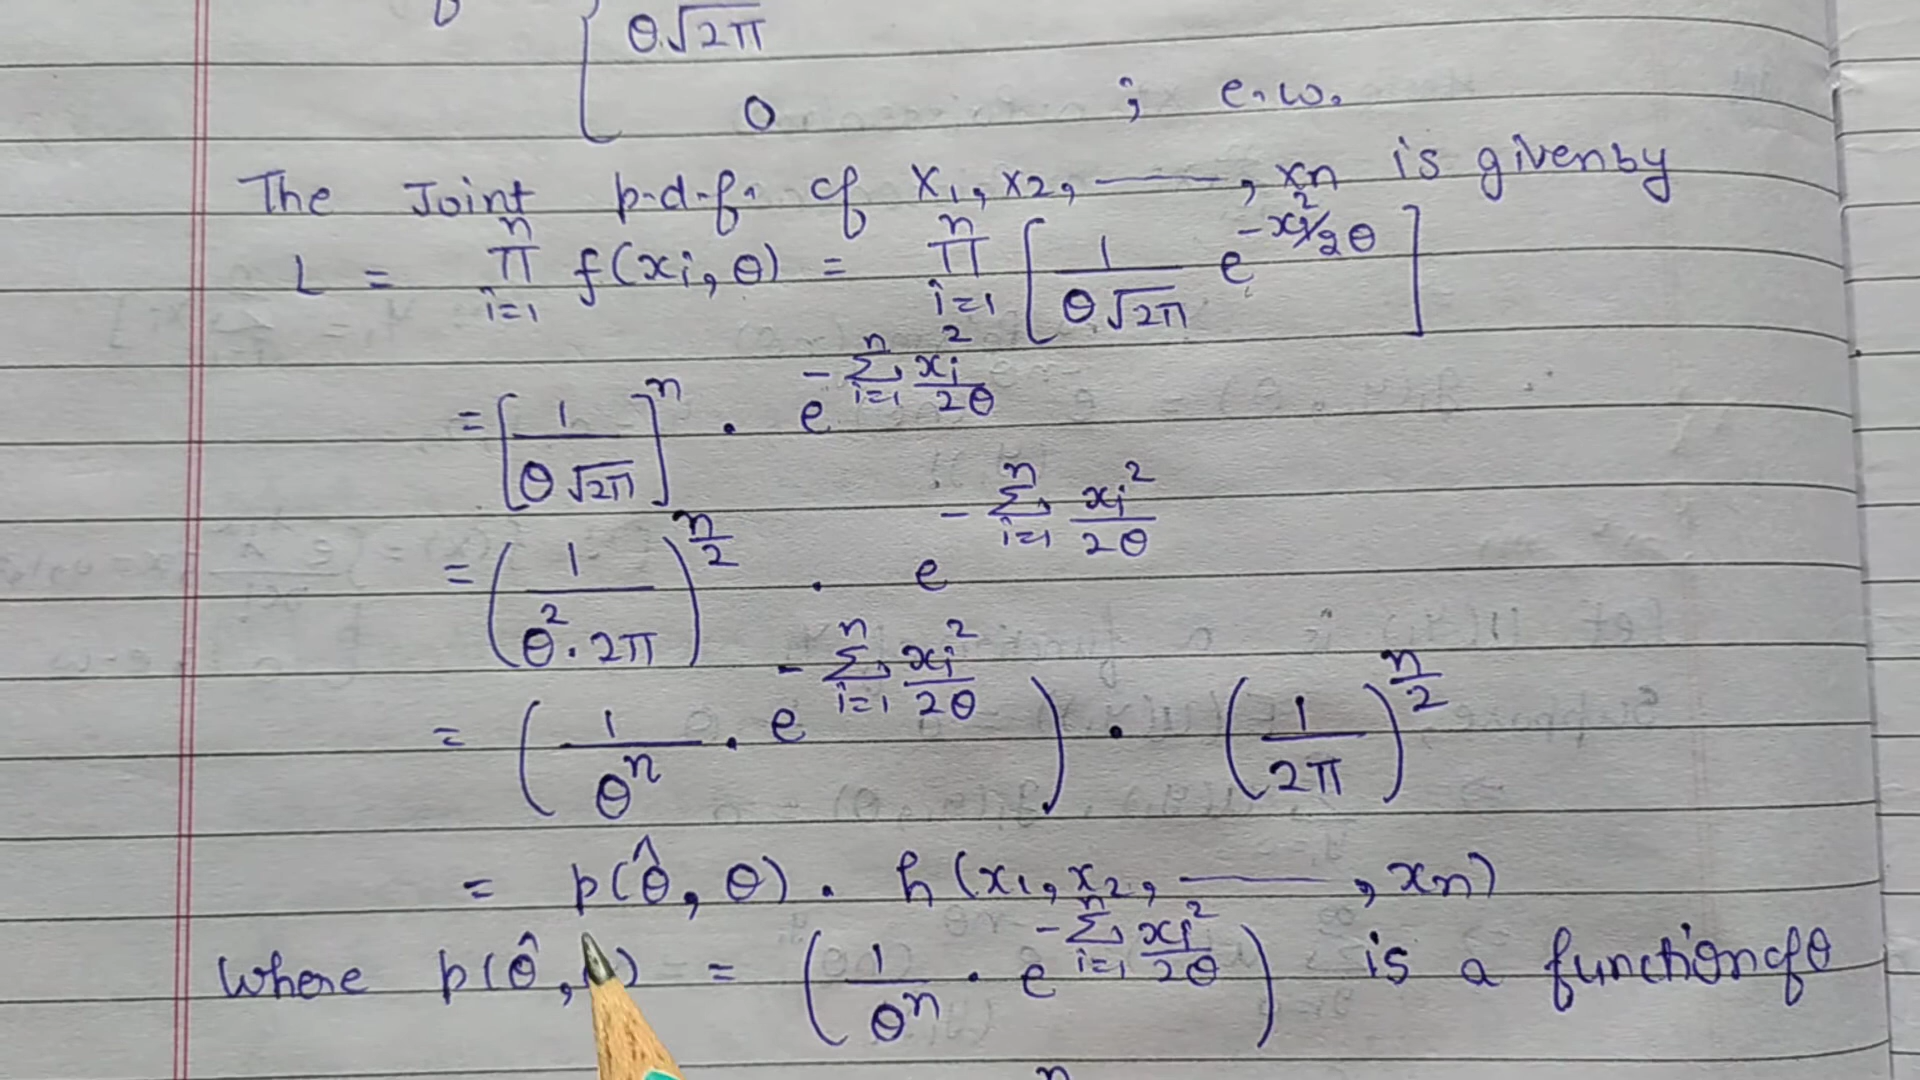 θ√2π
0 ; e.w.
The Joint p.d.f. of x₁, x₂, ——, xn is given by
L = π_{i=1}^{n} f(xi, θ) = π_{i=1}^{n} [ 1/(θ√2π) e^{-xi²/2θ} ]
= [ 1/(θ√2π) ]^n . e^{-Σ_{i=1}^{n} xi²/2θ}
= ( 1/(θ².2π) )^{n/2} . e^{-Σ_{i=1}^{n} xi²/2θ}
= ( 1/θ^n . e^{-Σ_{i=1}^{n} xi²/2θ} ) . ( 1/2π )^{n/2}
= p(θ̂, θ) . h(x₁, x₂, ——, xn)
Where p(θ̂, ) = ( 1/θ^n . e^{-Σ_{i=1}^{n} xi²/2θ} ) is a function of θ
n